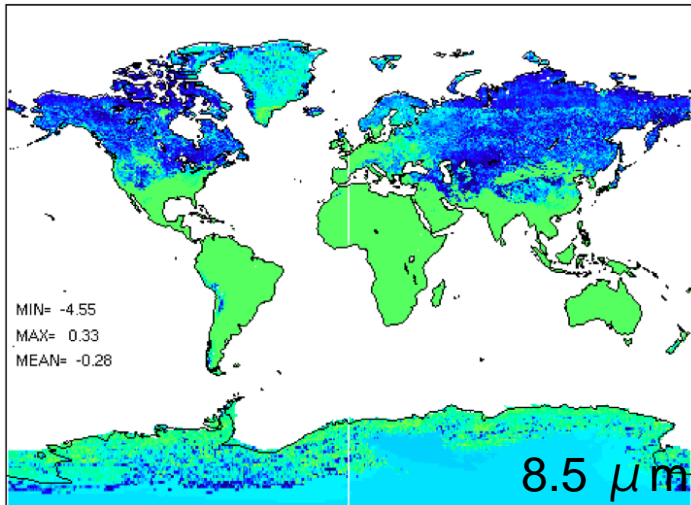 MIN= -4.55
MAX= 0.33
MEAN= -0.28
8.5 μm